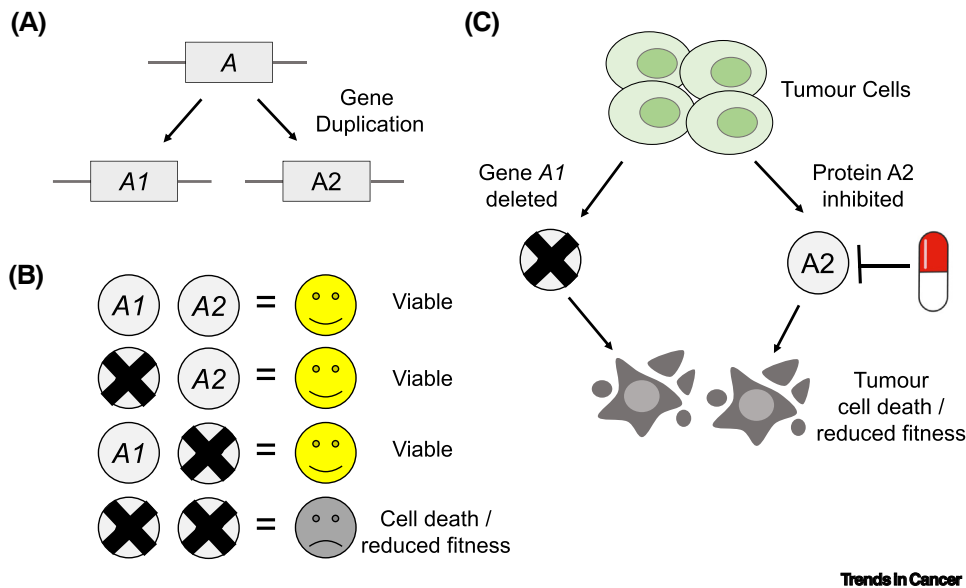 (A)
A
Gene
Duplication
A1
A2
(B)
A1 A2 = Viable
A2 = Viable
A1 = Viable
= Cell death /
reduced fitness
(C)
Tumour Cells
Gene A1
deleted
Protein A2
inhibited
A2
Tumour
cell death /
reduced fitness
Trends in Cancer